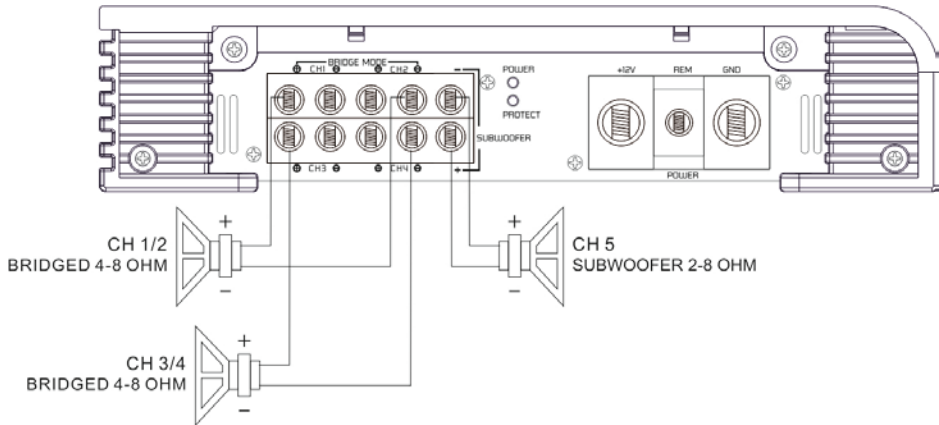 BRIDGE MODE
CH1 CH2 −
POWER
PROTECT
SUBWOOFER
CH3 CH4 +
+12V REM GND
POWER
+
CH 1/2
BRIDGED 4-8 OHM
−
+
CH 5
SUBWOOFER 2-8 OHM
−
+
CH 3/4
BRIDGED 4-8 OHM
−